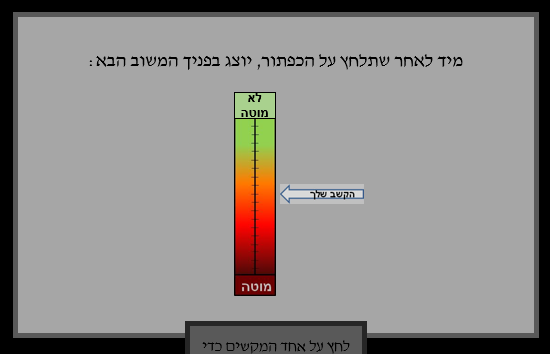 מיד לאחר שתלחץ על הכפתור, יוצג בפניך המשוב הבא:
לא
מוטה
הקשב שלך
מוטה
לחץ על אחד המקשים כדי